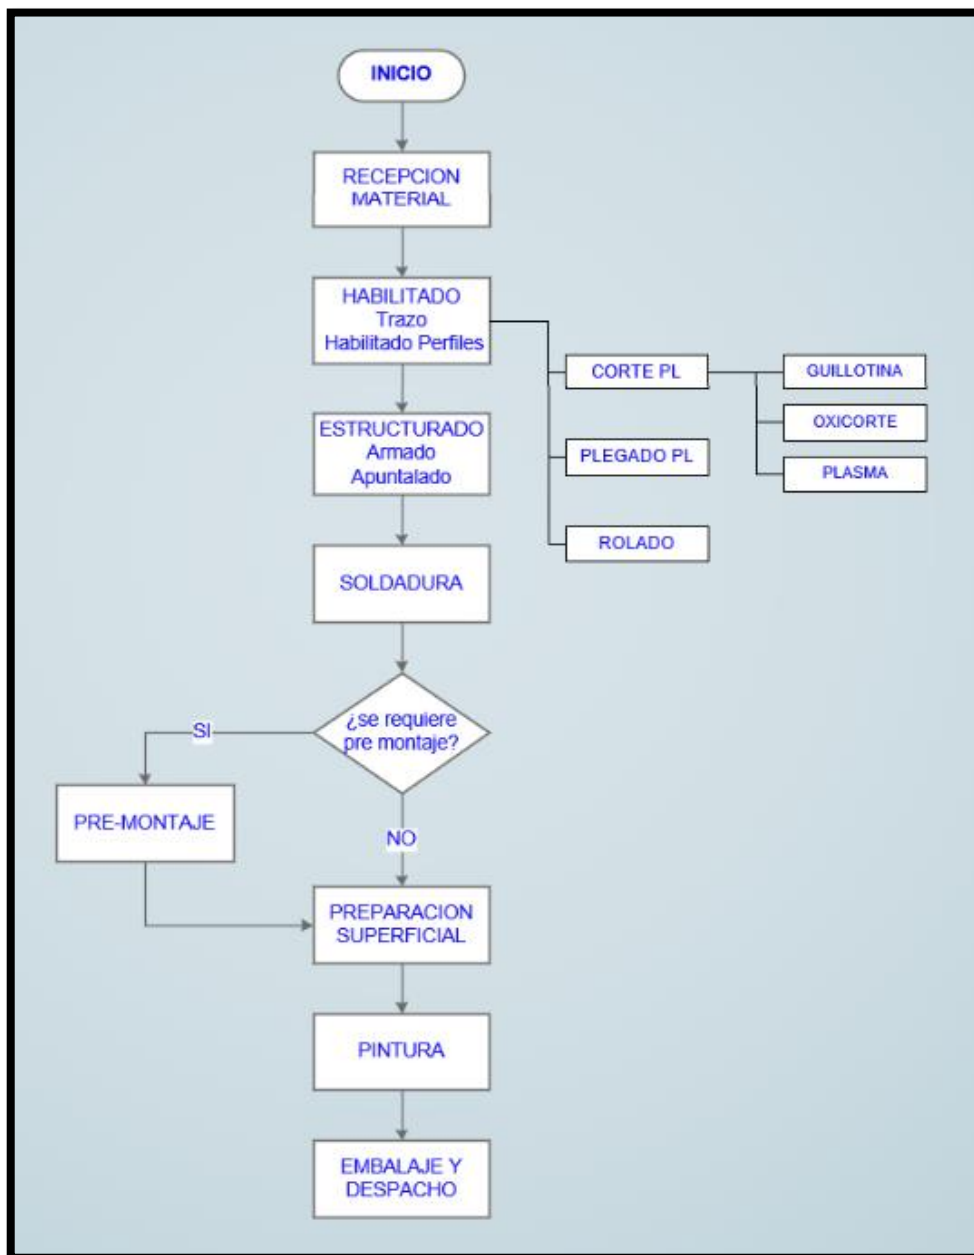 INICIO
RECEPCION
MATERIAL
HABILITADO
Trazo
Habilitado Perfiles
CORTE PL
GUILLOTINA
OXICORTE
PLASMA
PLEGADO PL
ROLADO
ESTRUCTURADO
Armado
Apuntalado
SOLDADURA
¿se requiere
pre montaje?
SI
NO
PRE-MONTAJE
PREPARACION
SUPERFICIAL
PINTURA
EMBALAJE Y
DESPACHO